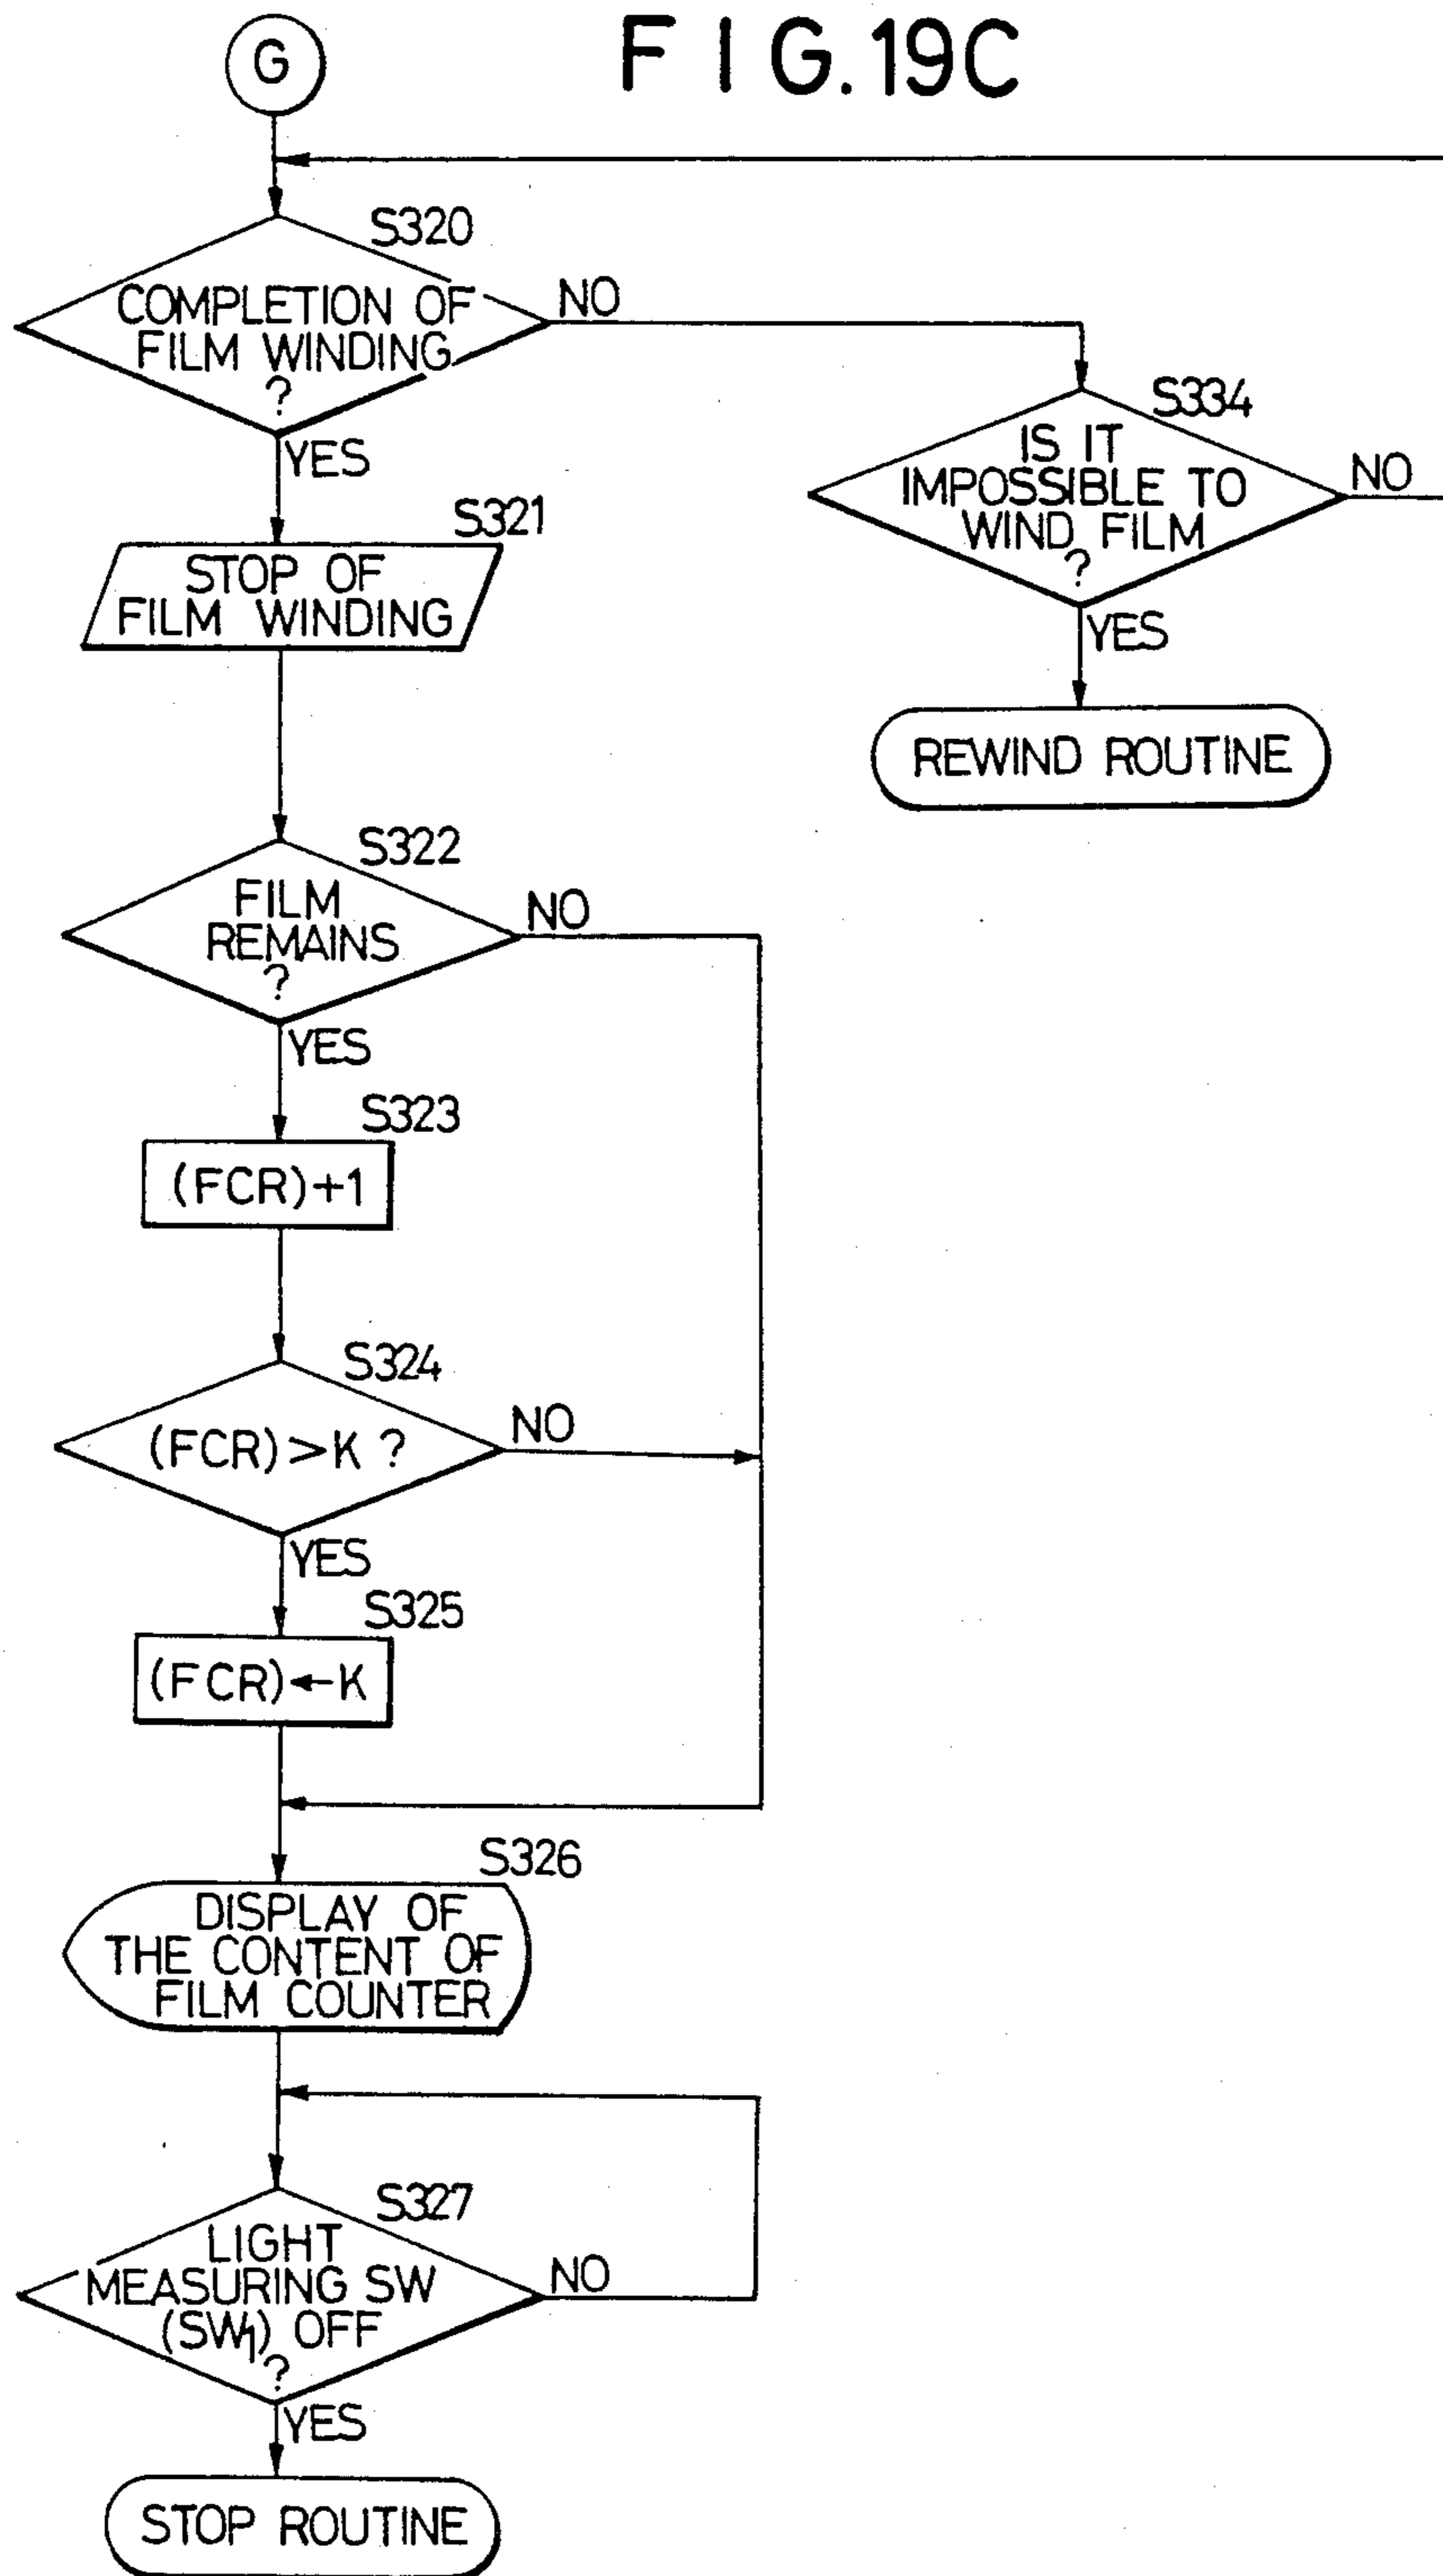 G
FIG.19C
S320
COMPLETION OF
FILM WINDING
?
NO
YES
S334
IS IT
IMPOSSIBLE TO
WIND FILM
?
NO
YES
REWIND ROUTINE
S321
STOP OF
FILM WINDING
S322
FILM
REMAINS
?
NO
YES
S323
(FCR)+1
S324
(FCR)>K ?
NO
YES
S325
(FCR)←K
S326
DISPLAY OF
THE CONTENT OF
FILM COUNTER
S327
LIGHT
MEASURING SW
(SW1) OFF
?
NO
YES
STOP ROUTINE